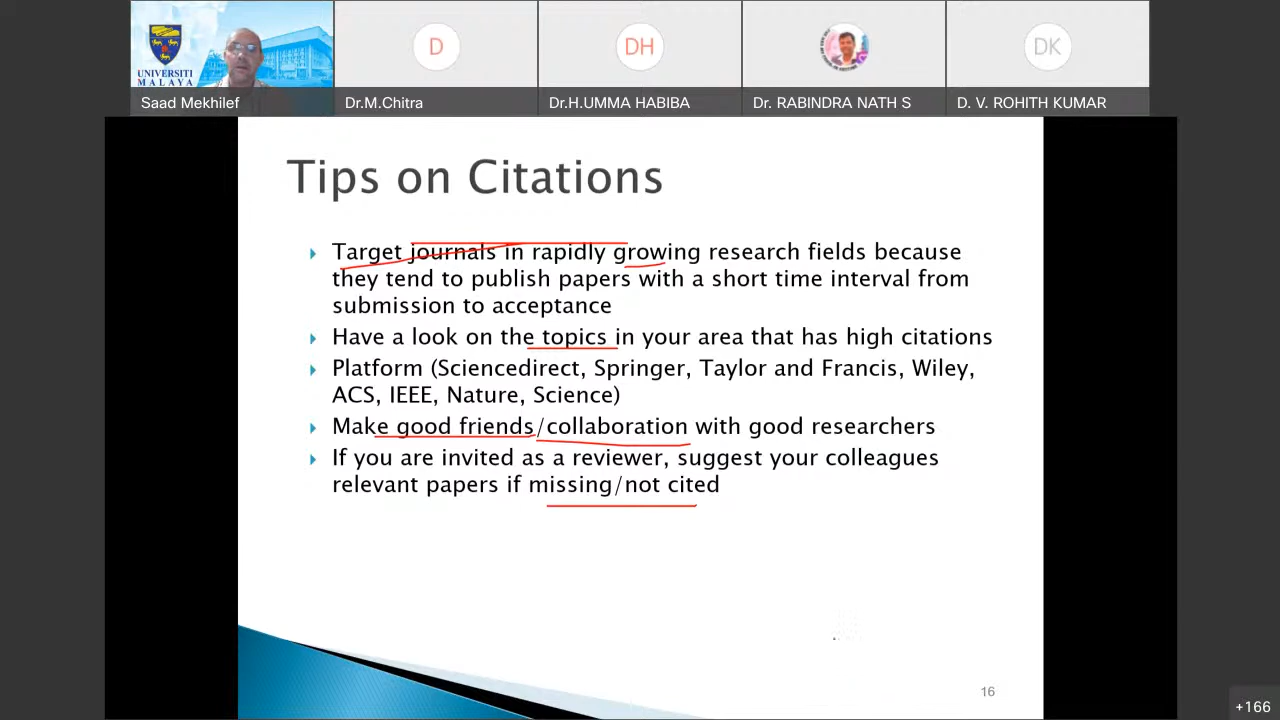 UNIVERSITI
MALAYA
Saad Mekhilef
D
Dr.M.Chitra
DH
Dr.H.UMMA HABIBA
Dr. RABINDRA NATH S
DK
D. V. ROHITH KUMAR
Tips on Citations
Target journals in rapidly growing research fields because
they tend to publish papers with a short time interval from
submission to acceptance
Have a look on the topics in your area that has high citations
Platform (Sciencedirect, Springer, Taylor and Francis, Wiley,
ACS, IEEE, Nature, Science)
Make good friends/collaboration with good researchers
If you are invited as a reviewer, suggest your colleagues
relevant papers if missing/not cited
16
+166